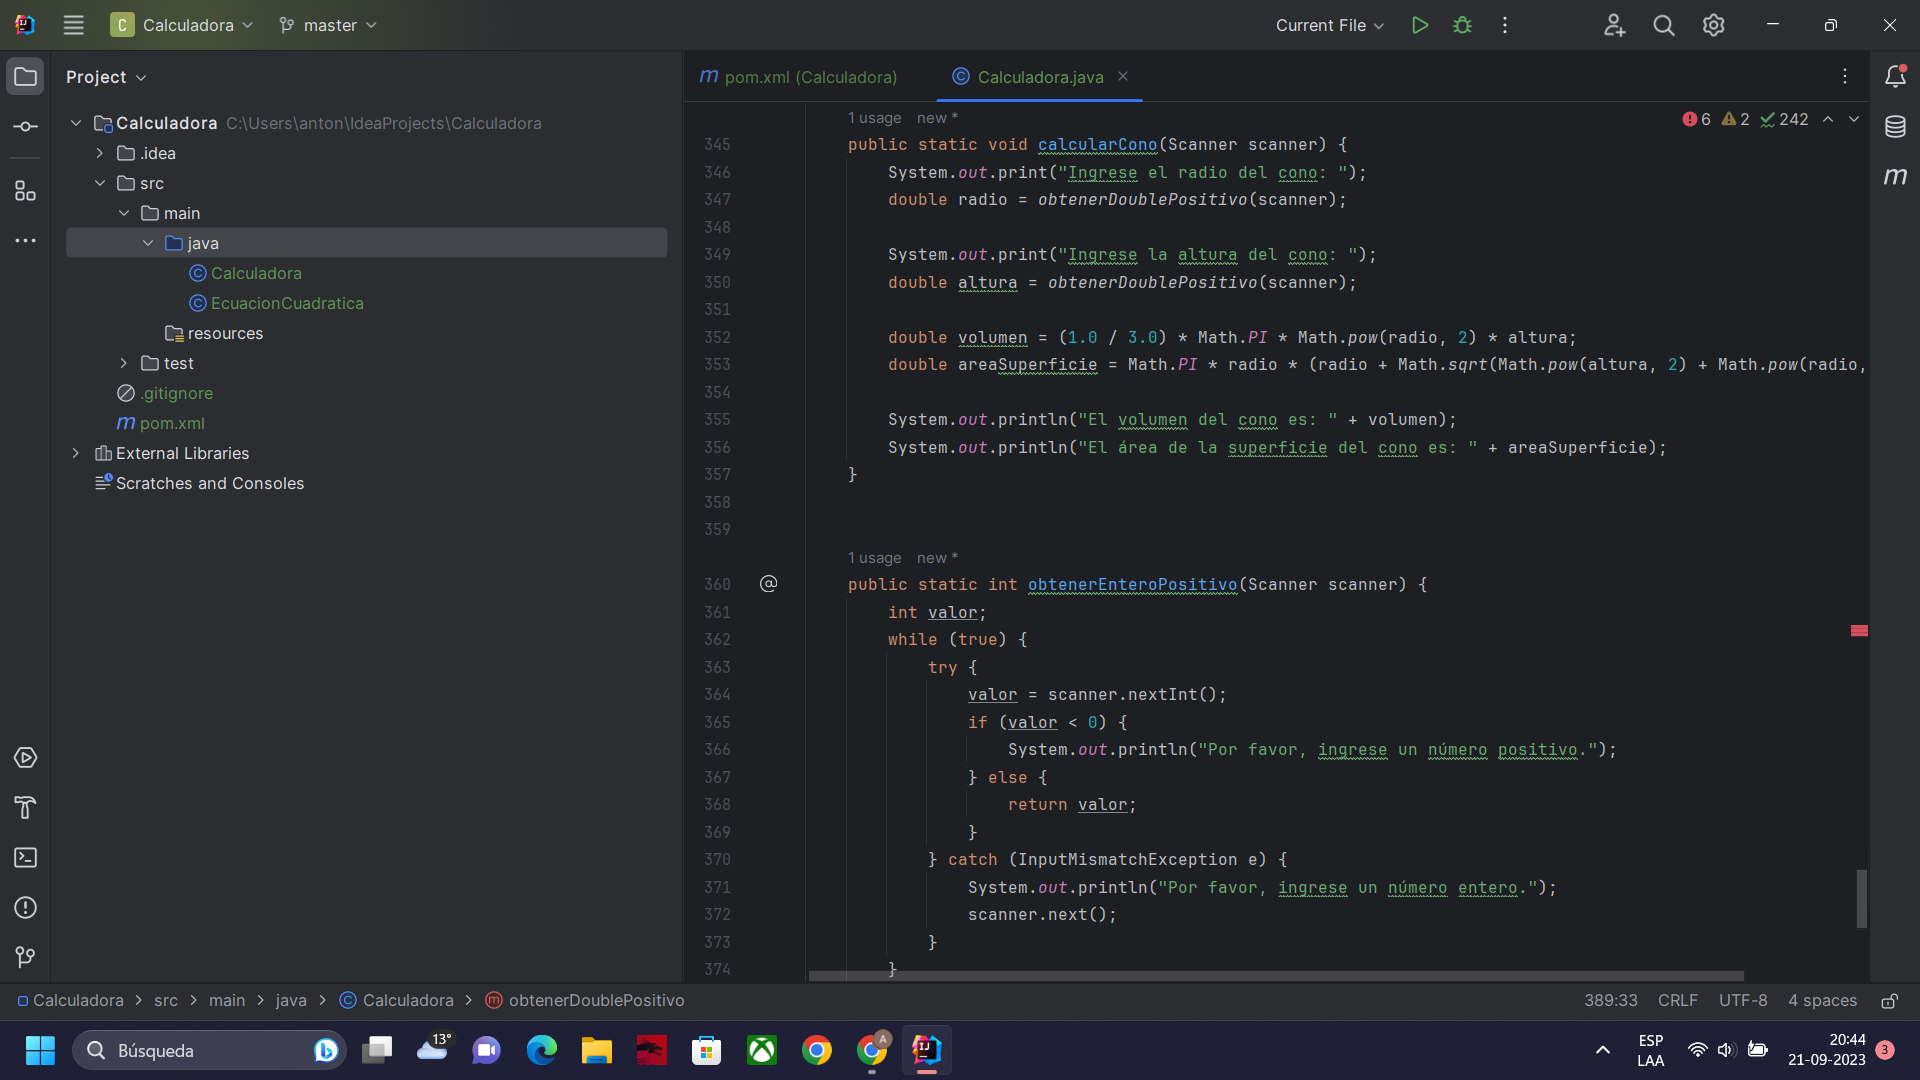 Calculadora master Current File
Project
pom.xml (Calculadora) Calculadora.java
Calculadora C:\Users\anton\IdeaProjects\Calculadora
.idea
src
main
java
Calculadora
EcuacionCuadratica
resources
test
.gitignore
pom.xml
External Libraries
Scratches and Consoles
6 2 242
1 usage new *
345 public static void calcularCono(Scanner scanner) {
346 System.out.print("Ingrese el radio del cono: ");
347 double radio = obtenerDoublePositivo(scanner);
348
349 System.out.print("Ingrese la altura del cono: ");
350 double altura = obtenerDoublePositivo(scanner);
351
352 double volumen = (1.0 / 3.0) * Math.PI * Math.pow(radio, 2) * altura;
353 double areaSuperficie = Math.PI * radio * (radio + Math.sqrt(Math.pow(altura, 2) + Math.pow(radio,
354
355 System.out.println("El volumen del cono es: " + volumen);
356 System.out.println("El área de la superficie del cono es: " + areaSuperficie);
357 }
358
359
1 usage new *
360 @ public static int obtenerEnteroPositivo(Scanner scanner) {
361 int valor;
362 while (true) {
363 try {
364 valor = scanner.nextInt();
365 if (valor < 0) {
366 System.out.println("Por favor, ingrese un número positivo.");
367 } else {
368 return valor;
369 }
370 } catch (InputMismatchException e) {
371 System.out.println("Por favor, ingrese un número entero.");
372 scanner.next();
373 }
374 }
Calculadora > src > main > java > Calculadora > obtenerDoublePositivo 389:33 CRLF UTF-8 4 spaces
Búsqueda 13° A ESP LAA 20:44 21-09-2023 3